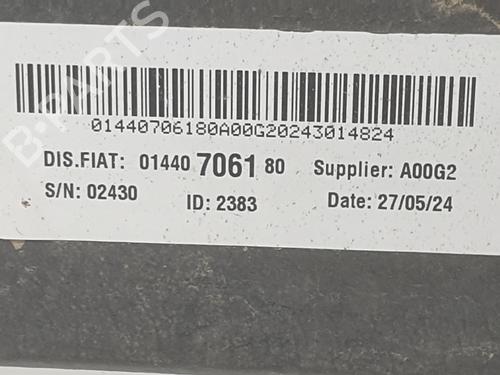 B-PARTS
01440706180A00G20243014824
DIS.FIAT: 01440 7061 80 Supplier: A00G2
S/N: 02430 ID: 2383 Date: 27/05/24